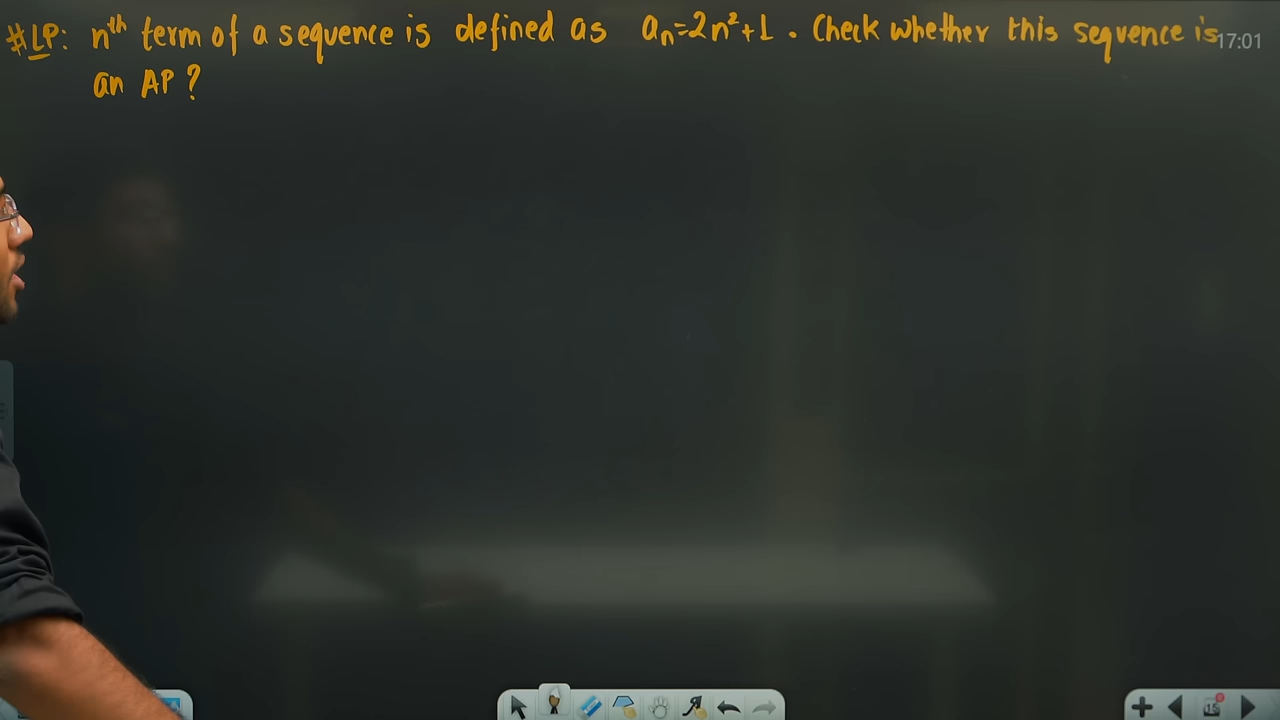 #LP: nth term of a sequence is defined as aₙ=2n²+1. Check whether this sequence is
17:01
an AP?
15